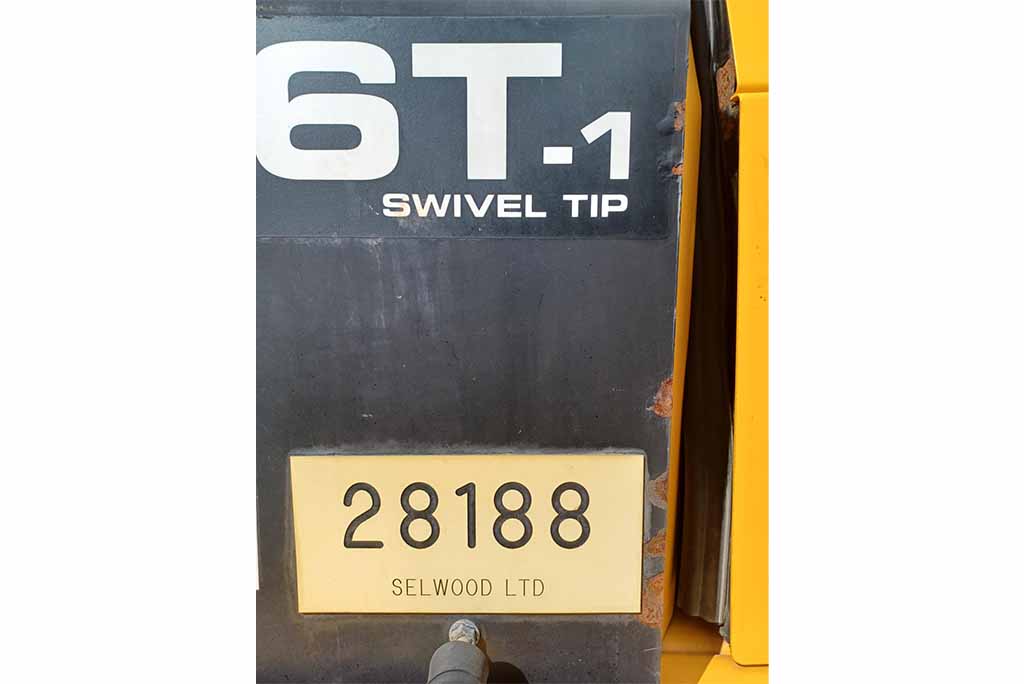 6T-1
SWIVEL TIP
28188
SELWOOD LTD